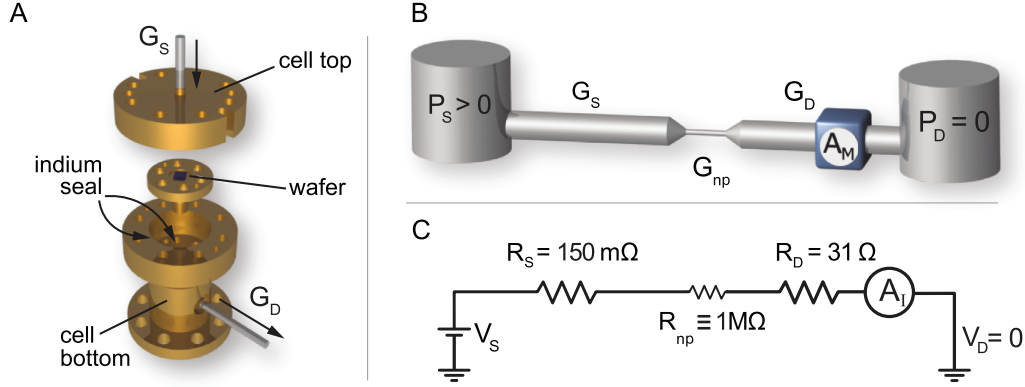 A
G_S
cell top
indium
seal
wafer
G_D
cell
bottom
B
P_S > 0
G_S
G_D
P_D = 0
A_M
G_np
C
R_S = 150 mΩ
R_D = 31 Ω
A_I
V_S
R_np ≡ 1MΩ
V_D = 0